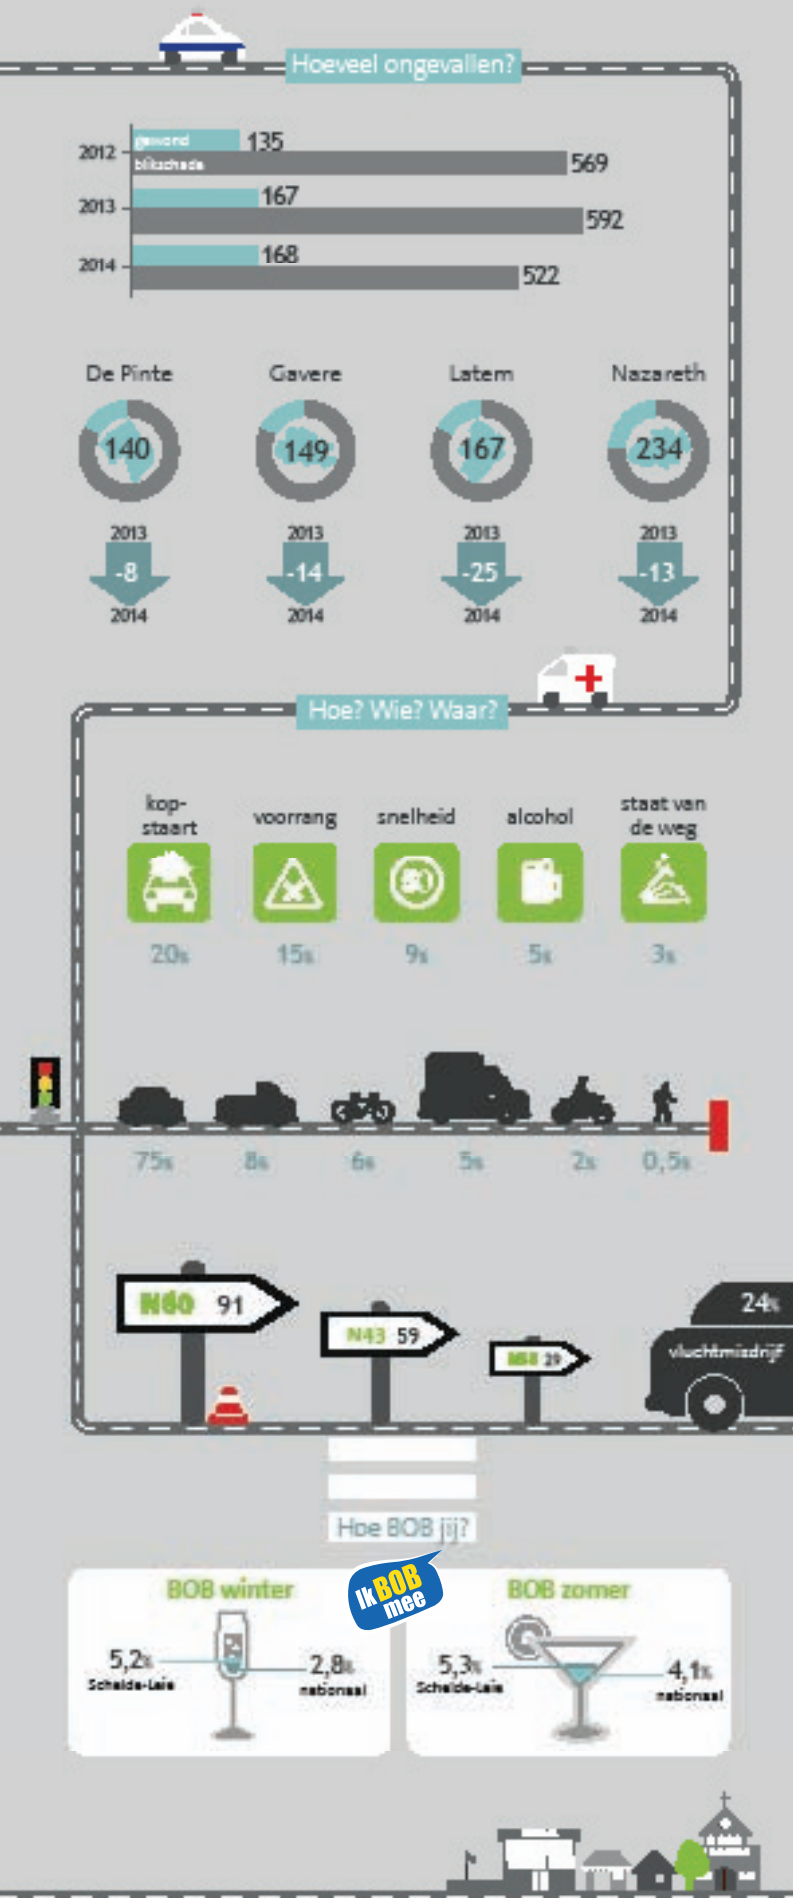 Hoeveel ongevallen?
gewond 135
2012
blikschade 569
167
2013
592
168
2014
522
De Pinte Gavere Latem Nazareth
140 149 167 234
2013 2013 2013 2013
-8 -14 -25 -13
2014 2014 2014 2014
Hoe? Wie? Waar?
kop-
staart
voorrang
snelheid
alcohol
staat van
de weg
20% 15% 9% 5% 3%
75% 8% 6% 5% 2% 0,5%
N60 91
N43 59
29
24%
vluchtmisdrijf
Hoe BOB jij?
Ik BOB
mee
BOB winter
5,2%
Schelde-Leie
2,8%
nationaal
BOB zomer
5,3%
Schelde-Leie
4,1%
nationaal